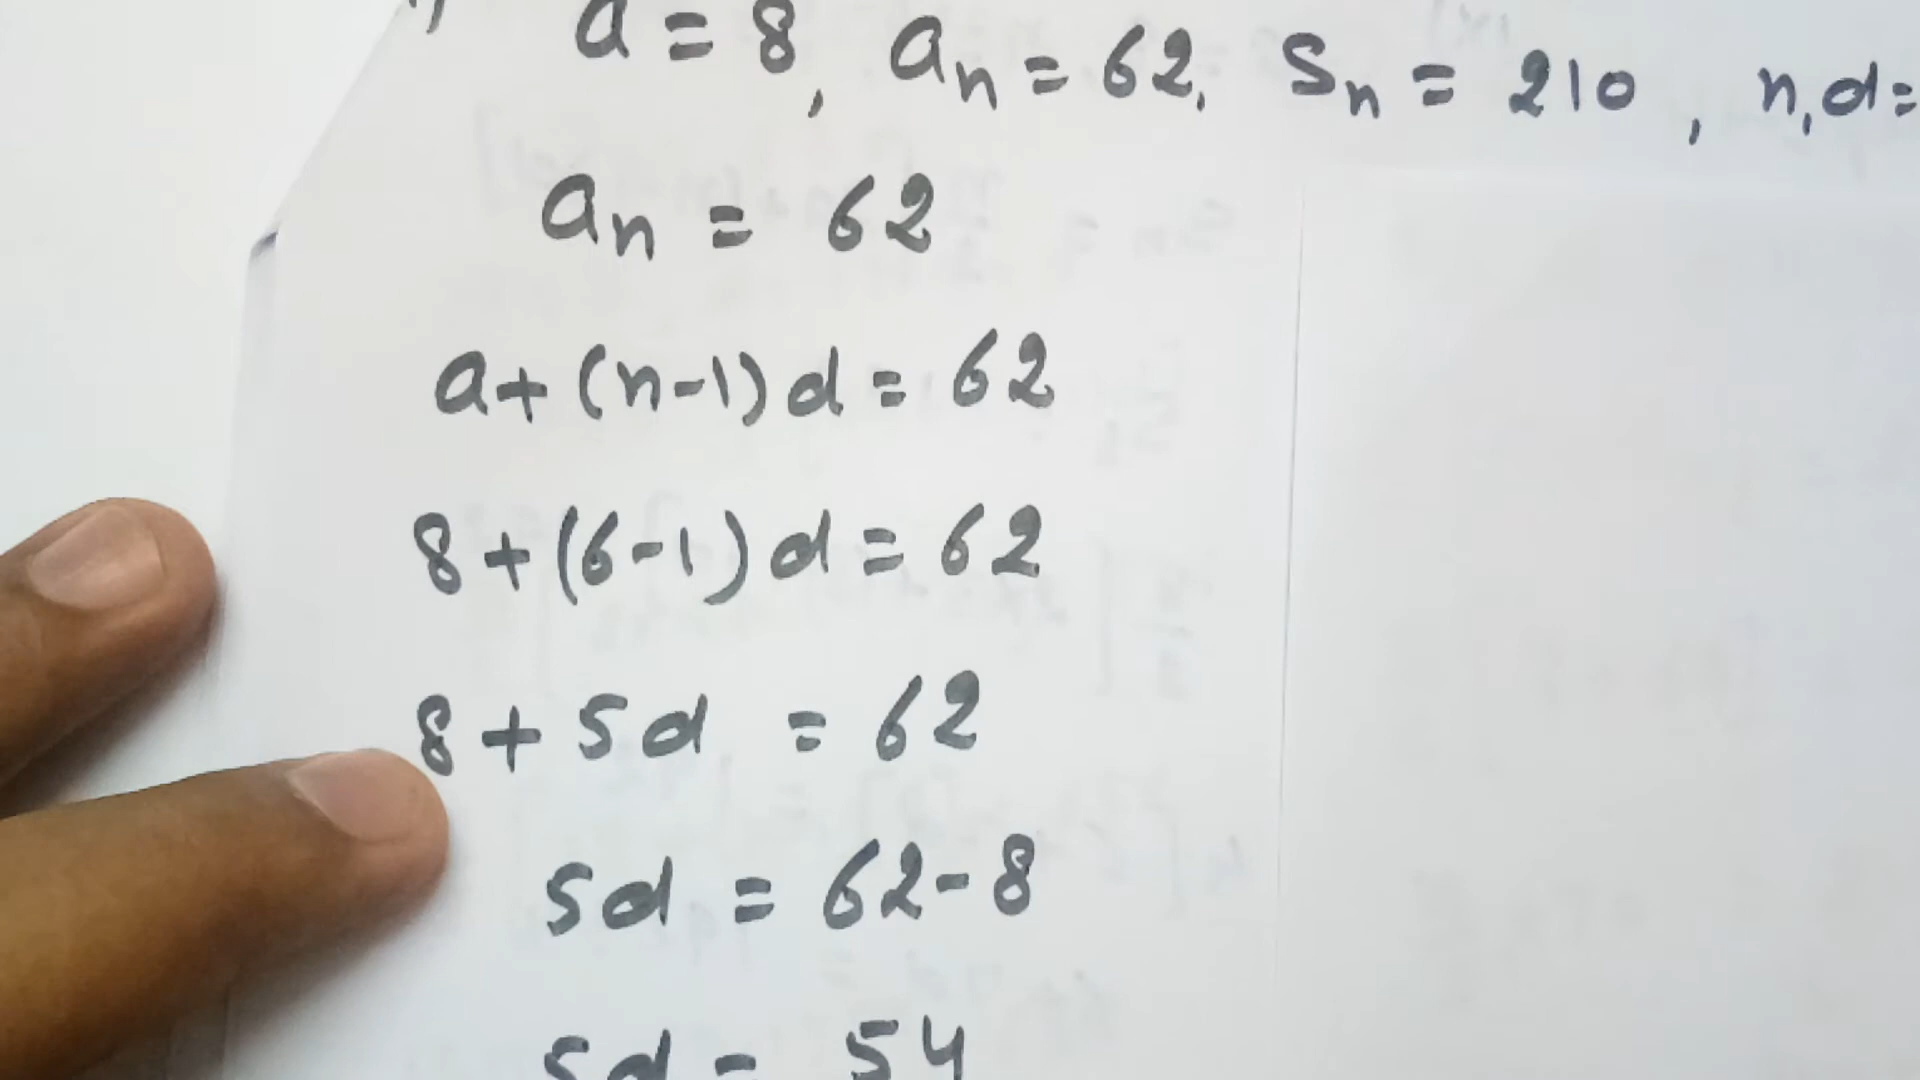 a = 8, an = 62, Sn = 210, n,d=
an = 62
a+(n-1)d=62
8+(6-1)d=62
8+5d = 62
5d = 62-8
5d = 54